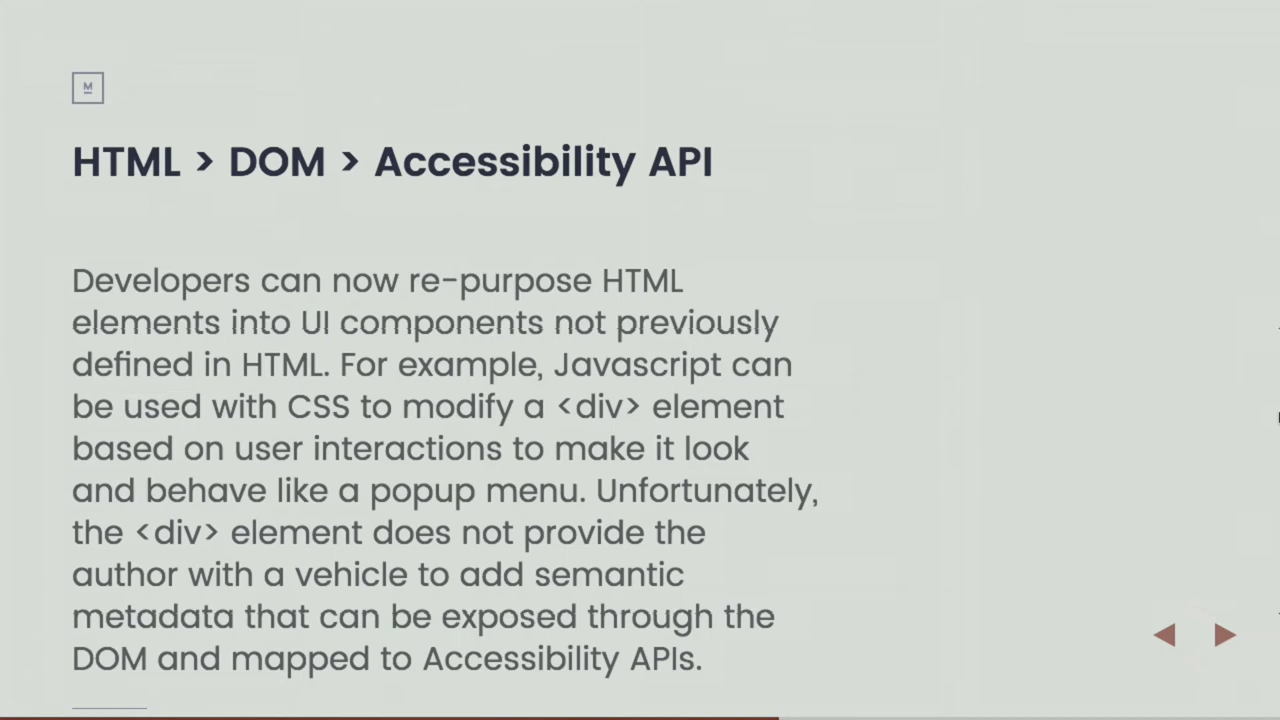 M
HTML > DOM > Accessibility API
Developers can now re-purpose HTML
elements into UI components not previously
defined in HTML. For example, Javascript can
be used with CSS to modify a <div> element
based on user interactions to make it look
and behave like a popup menu. Unfortunately,
the <div> element does not provide the
author with a vehicle to add semantic
metadata that can be exposed through the
DOM and mapped to Accessibility APIs.